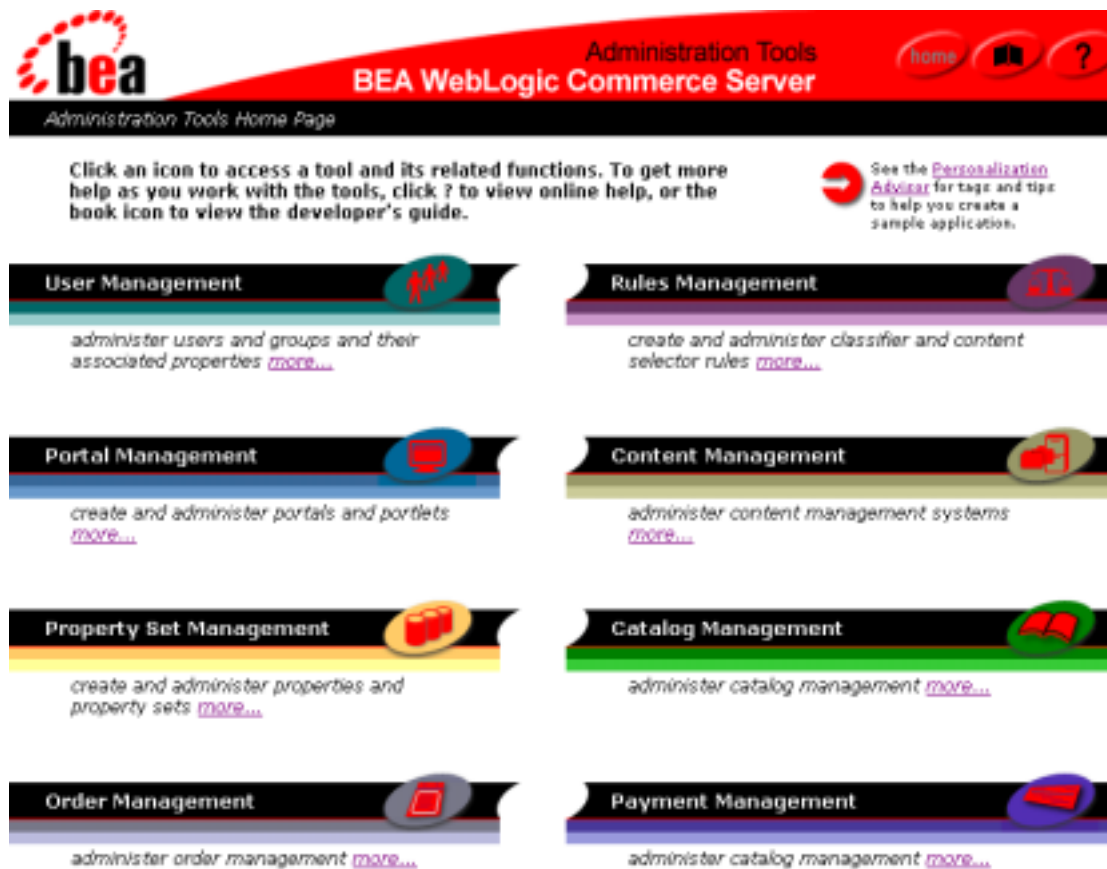 bea
Administration Tools
BEA WebLogic Commerce Server
home
?
Administration Tools Home Page
Click an icon to access a tool and its related functions. To get more
help as you work with the tools, click ? to view online help, or the
book icon to view the developer's guide.
See the Personalization
Advisor for tags and tips
to help you create a
sample application.
User Management
administer users and groups and their
associated properties more...
Rules Management
create and administer classifier and content
selector rules more...
Portal Management
create and administer portals and portlets
more...
Content Management
administer content management systems
more...
Property Set Management
create and administer properties and
property sets more...
Catalog Management
administer catalog management more...
Order Management
administer order management more...
Payment Management
administer catalog management more...